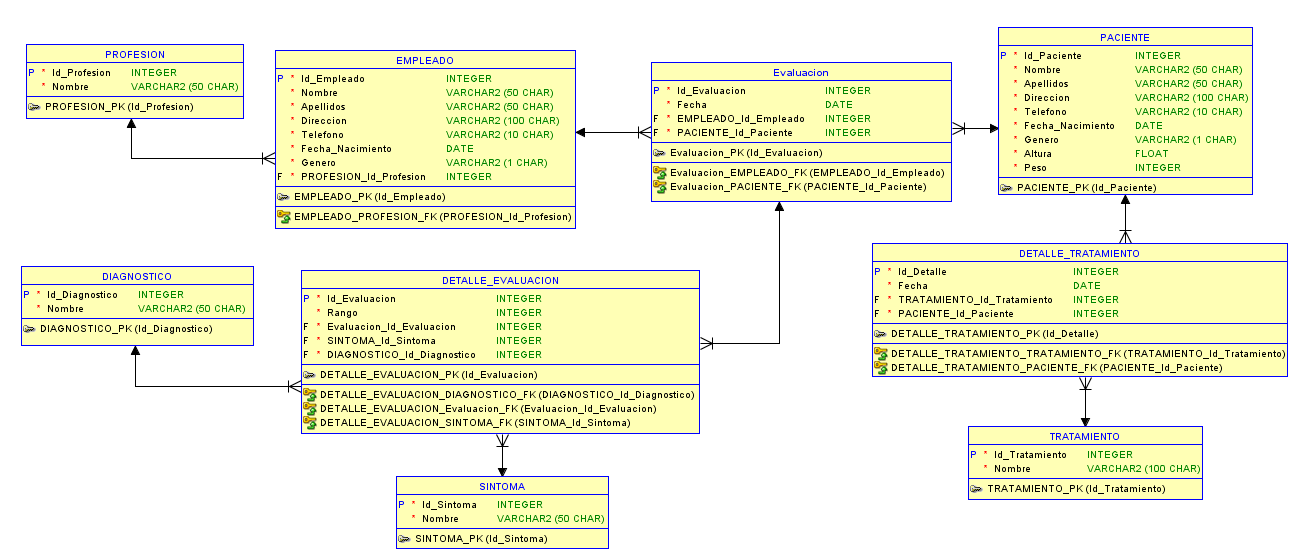 PROFESION
P * Id_Profesion INTEGER
* Nombre VARCHAR2 (50 CHAR)
PROFESION_PK (Id_Profesion)
EMPLEADO
P * Id_Empleado INTEGER
* Nombre VARCHAR2 (50 CHAR)
* Apellidos VARCHAR2 (50 CHAR)
* Direccion VARCHAR2 (100 CHAR)
* Telefono VARCHAR2 (10 CHAR)
* Fecha_Nacimiento DATE
* Genero VARCHAR2 (1 CHAR)
F * PROFESION_Id_Profesion INTEGER
EMPLEADO_PK (Id_Empleado)
EMPLEADO_PROFESION_FK (PROFESION_Id_Profesion)
Evaluacion
P * Id_Evaluacion INTEGER
* Fecha DATE
F * EMPLEADO_Id_Empleado INTEGER
F * PACIENTE_Id_Paciente INTEGER
Evaluacion_PK (Id_Evaluacion)
Evaluacion_EMPLEADO_FK (EMPLEADO_Id_Empleado)
Evaluacion_PACIENTE_FK (PACIENTE_Id_Paciente)
PACIENTE
P * Id_Paciente INTEGER
* Nombre VARCHAR2 (50 CHAR)
* Apellidos VARCHAR2 (50 CHAR)
* Direccion VARCHAR2 (100 CHAR)
* Telefono VARCHAR2 (10 CHAR)
* Fecha_Nacimiento DATE
* Genero VARCHAR2 (1 CHAR)
* Altura FLOAT
* Peso INTEGER
PACIENTE_PK (Id_Paciente)
DIAGNOSTICO
P * Id_Diagnostico INTEGER
* Nombre VARCHAR2 (50 CHAR)
DIAGNOSTICO_PK (Id_Diagnostico)
DETALLE_EVALUACION
P * Id_Evaluacion INTEGER
* Rango INTEGER
F * Evaluacion_Id_Evaluacion INTEGER
F * SINTOMA_Id_Sintoma INTEGER
F * DIAGNOSTICO_Id_Diagnostico INTEGER
DETALLE_EVALUACION_PK (Id_Evaluacion)
DETALLE_EVALUACION_DIAGNOSTICO_FK (DIAGNOSTICO_Id_Diagnostico)
DETALLE_EVALUACION_Evaluacion_FK (Evaluacion_Id_Evaluacion)
DETALLE_EVALUACION_SINTOMA_FK (SINTOMA_Id_Sintoma)
DETALLE_TRATAMIENTO
P * Id_Detalle INTEGER
* Fecha DATE
F * TRATAMIENTO_Id_Tratamiento INTEGER
F * PACIENTE_Id_Paciente INTEGER
DETALLE_TRATAMIENTO_PK (Id_Detalle)
DETALLE_TRATAMIENTO_TRATAMIENTO_FK (TRATAMIENTO_Id_Tratamiento)
DETALLE_TRATAMIENTO_PACIENTE_FK (PACIENTE_Id_Paciente)
SINTOMA
P * Id_Sintoma INTEGER
* Nombre VARCHAR2 (50 CHAR)
SINTOMA_PK (Id_Sintoma)
TRATAMIENTO
P * Id_Tratamiento INTEGER
* Nombre VARCHAR2 (100 CHAR)
TRATAMIENTO_PK (Id_Tratamiento)